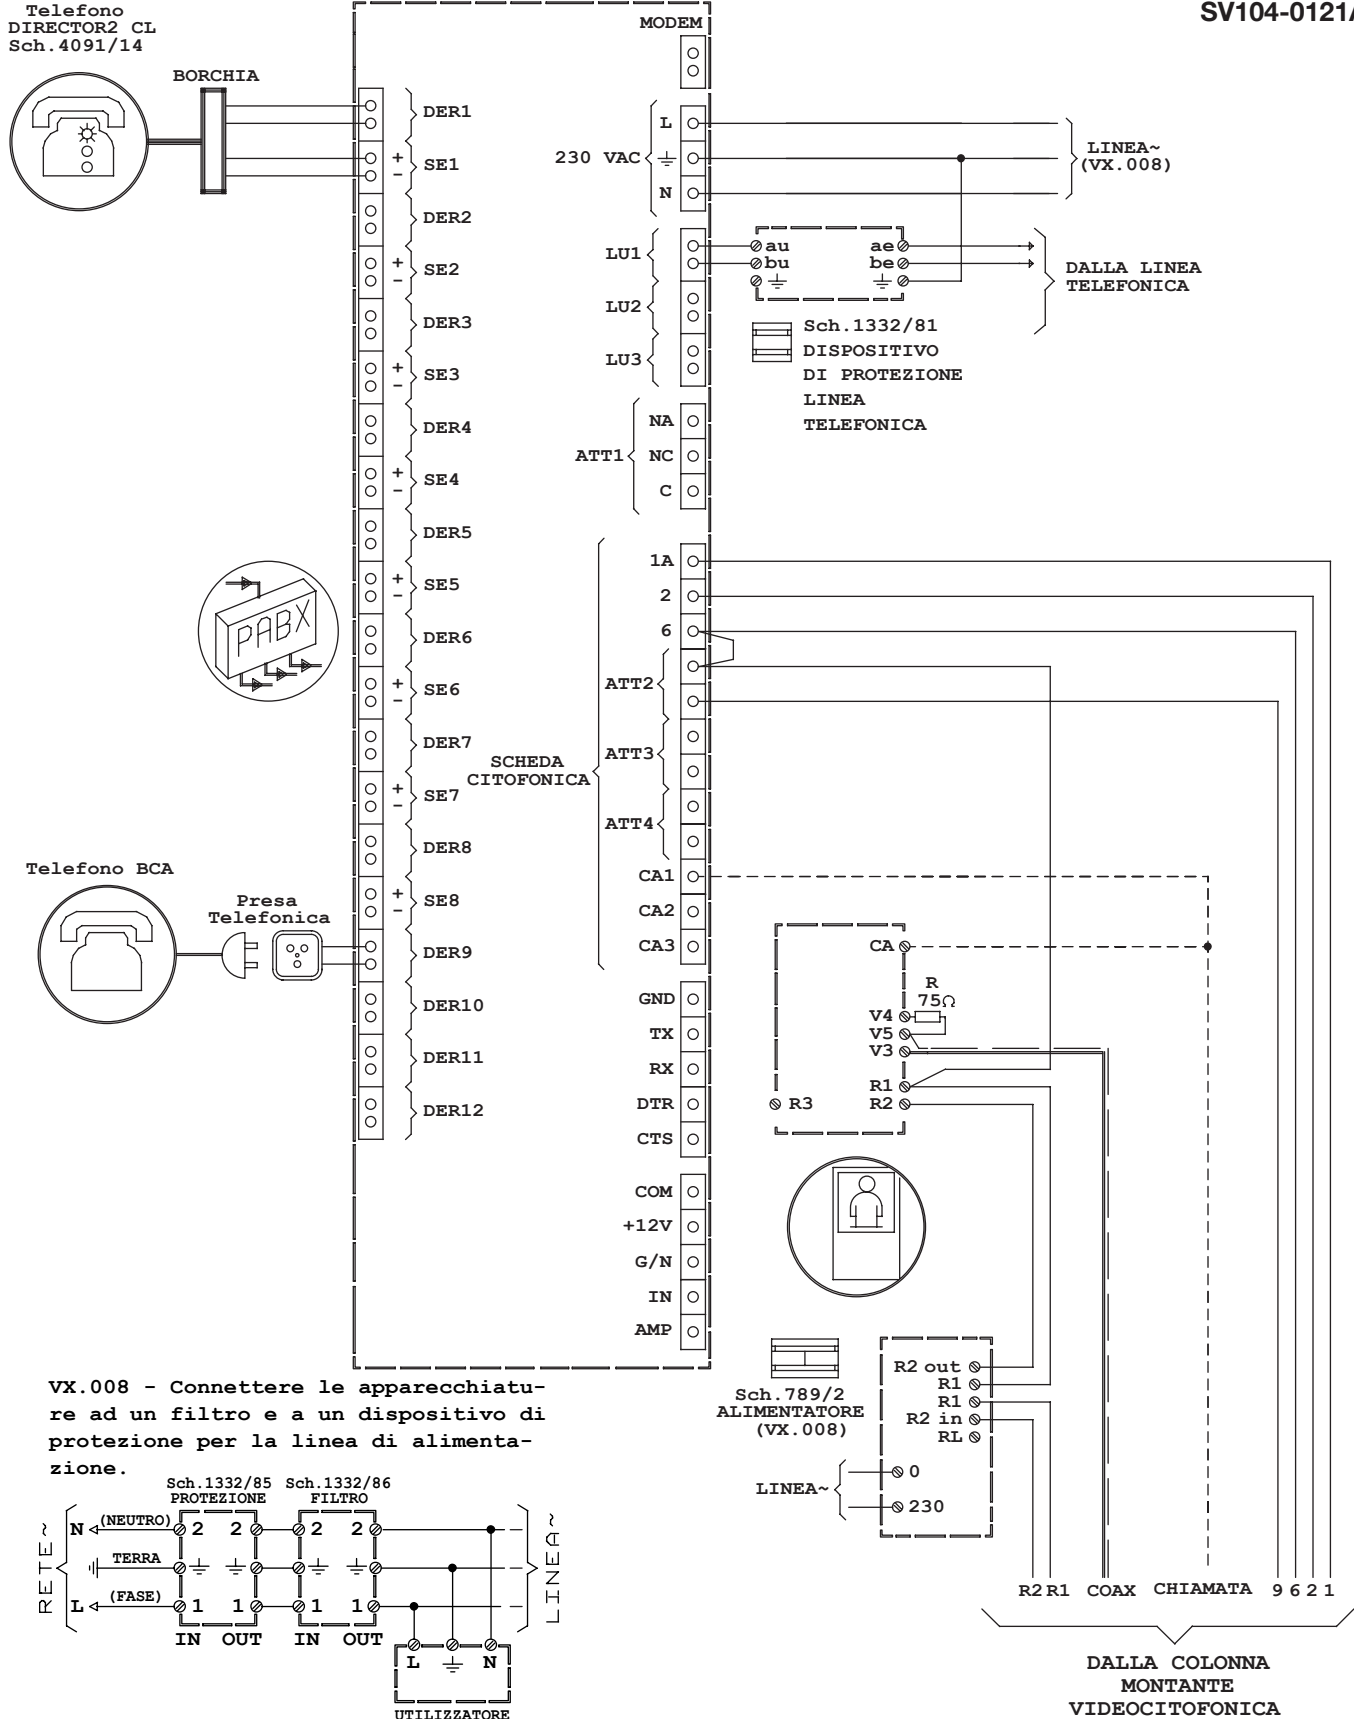 SV104-0121A
Telefono
DIRECTOR2 CL
Sch.4091/14
BORCHIA
MODEM
DER1
+
-
SE1
DER2
+
-
SE2
DER3
+
-
SE3
DER4
+
-
SE4
DER5
+
-
SE5
DER6
+
-
SE6
DER7
+
-
SE7
DER8
+
-
SE8
DER9
DER10
DER11
DER12
PABX
Telefono BCA
Presa
Telefonica
230 VAC
L
N
LINEA~
(VX.008)
LU1
LU2
LU3
au
bu
ae
be
DALLA LINEA
TELEFONICA
Sch.1332/81
DISPOSITIVO
DI PROTEZIONE
LINEA
TELEFONICA
ATT1
NA
NC
C
SCHEDA
CITOFONICA
1A
2
6
ATT2
ATT3
ATT4
CA1
CA2
CA3
GND
TX
RX
DTR
CTS
COM
+12V
G/N
IN
AMP
CA
R
75Ω
V4
V5
V3
R1
R2
R3
Sch.789/2
ALIMENTATORE
(VX.008)
R2 out
R1
R1
R2 in
RL
0
230
LINEA~
R2 R1 COAX CHIAMATA 9 6 2 1
DALLA COLONNA
MONTANTE
VIDEOCITOFONICA
VX.008 - Connettere le apparecchiatu-
re ad un filtro e a un dispositivo di
protezione per la linea di alimenta-
zione.
Sch.1332/85
PROTEZIONE
Sch.1332/86
FILTRO
RETE~
N (NEUTRO) 2 2 2 2
TERRA
L (FASE) 1 1 1 1
IN OUT IN OUT
LINEA~
L N
UTILIZZATORE